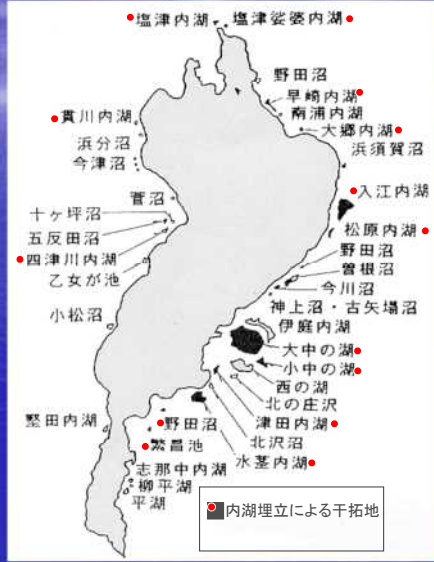 塩津内湖 塩津娑婆内湖
野田沼
早崎内湖
南浦内湖
大郷内湖
浜須賀沼
入江内湖
松原内湖
野田沼
曽根沼
今川沼
神上沼・古矢場沼
伊庭内湖
大中の湖
小中の湖
西の湖
北の庄沢
津田内湖
北沢沼
水茎内湖
貫川内湖
浜分沼
今津沼
菅沼
十ヶ坪沼
五反田沼
四津川内湖
乙女が池
小松沼
堅田内湖
野田沼
繁昌池
志那中内湖
柳平湖
平湖
内湖埋立による干拓地